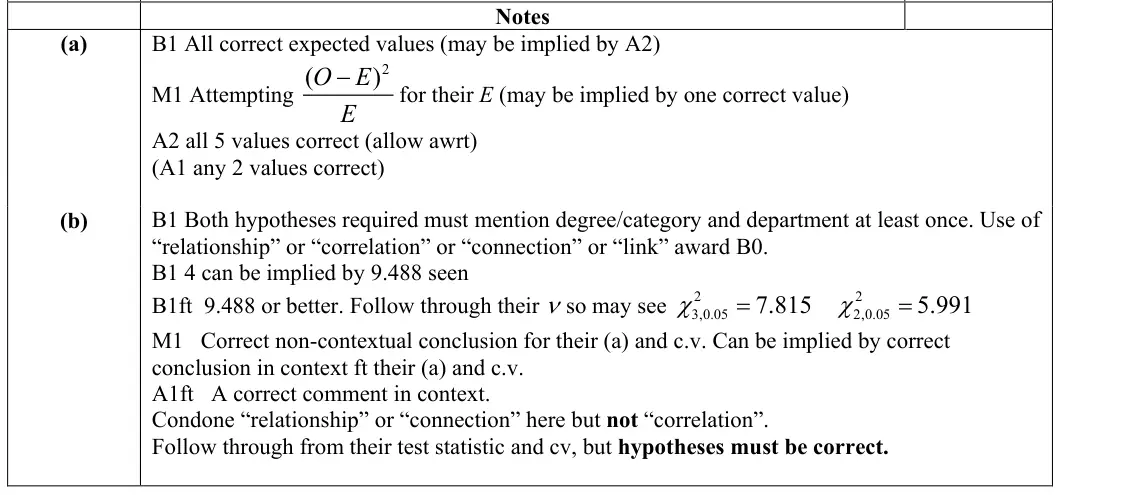 Notes
(a)
B1 All correct expected values (may be implied by A2)
M1 Attempting (O – E)² / E for their E (may be implied by one correct value)
A2 all 5 values correct (allow awrt)
(A1 any 2 values correct)
(b)
B1 Both hypotheses required must mention degree/category and department at least once. Use of
“relationship” or “correlation” or “connection” or “link” award B0.
B1 4 can be implied by 9.488 seen
B1ft 9.488 or better. Follow through their ν so may see χ²3,0.05 = 7.815 χ²2,0.05 = 5.991
M1 Correct non-contextual conclusion for their (a) and c.v. Can be implied by correct
conclusion in context ft their (a) and c.v.
A1ft A correct comment in context.
Condone “relationship” or “connection” here but not “correlation”.
Follow through from their test statistic and cv, but hypotheses must be correct.